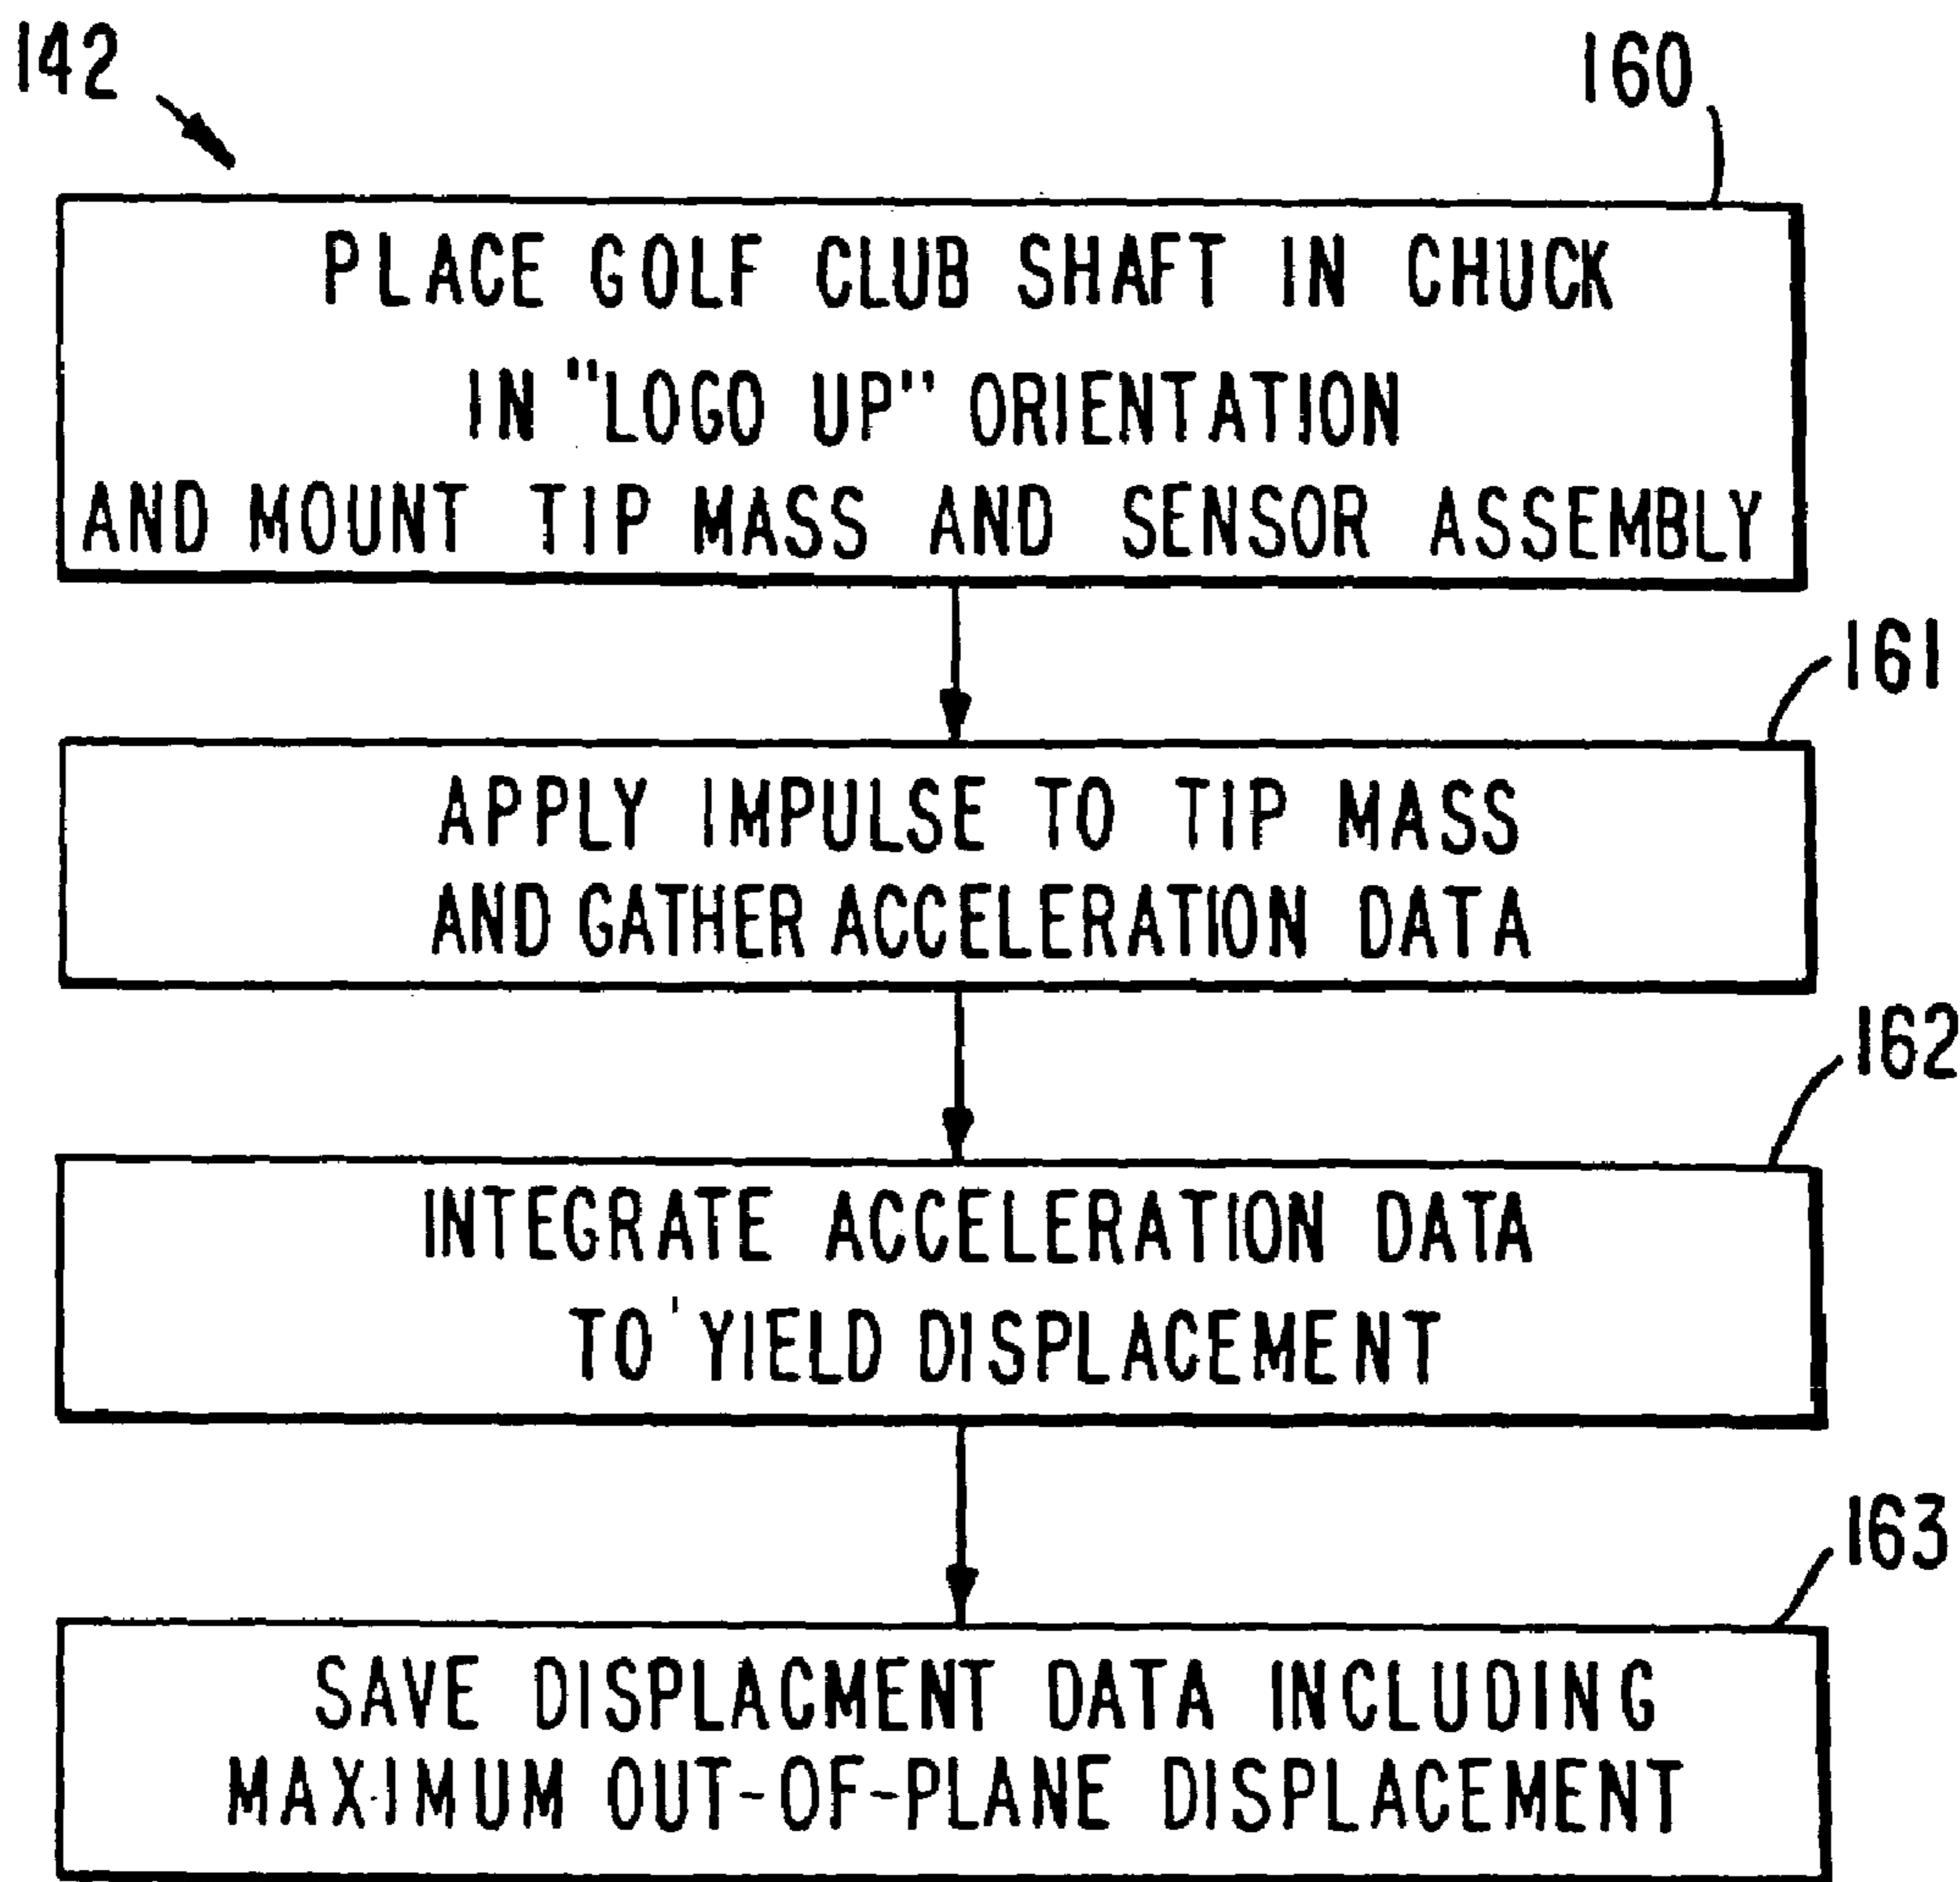 142
160
PLACE GOLF CLUB SHAFT IN CHUCK
IN "LOGO UP" ORIENTATION
AND MOUNT TIP MASS AND SENSOR ASSEMBLY
161
APPLY IMPULSE TO TIP MASS
AND GATHER ACCELERATION DATA
162
INTEGRATE ACCELERATION DATA
TO YIELD DISPLACEMENT
163
SAVE DISPLACMENT DATA INCLUDING
MAXIMUM OUT-OF-PLANE DISPLACEMENT